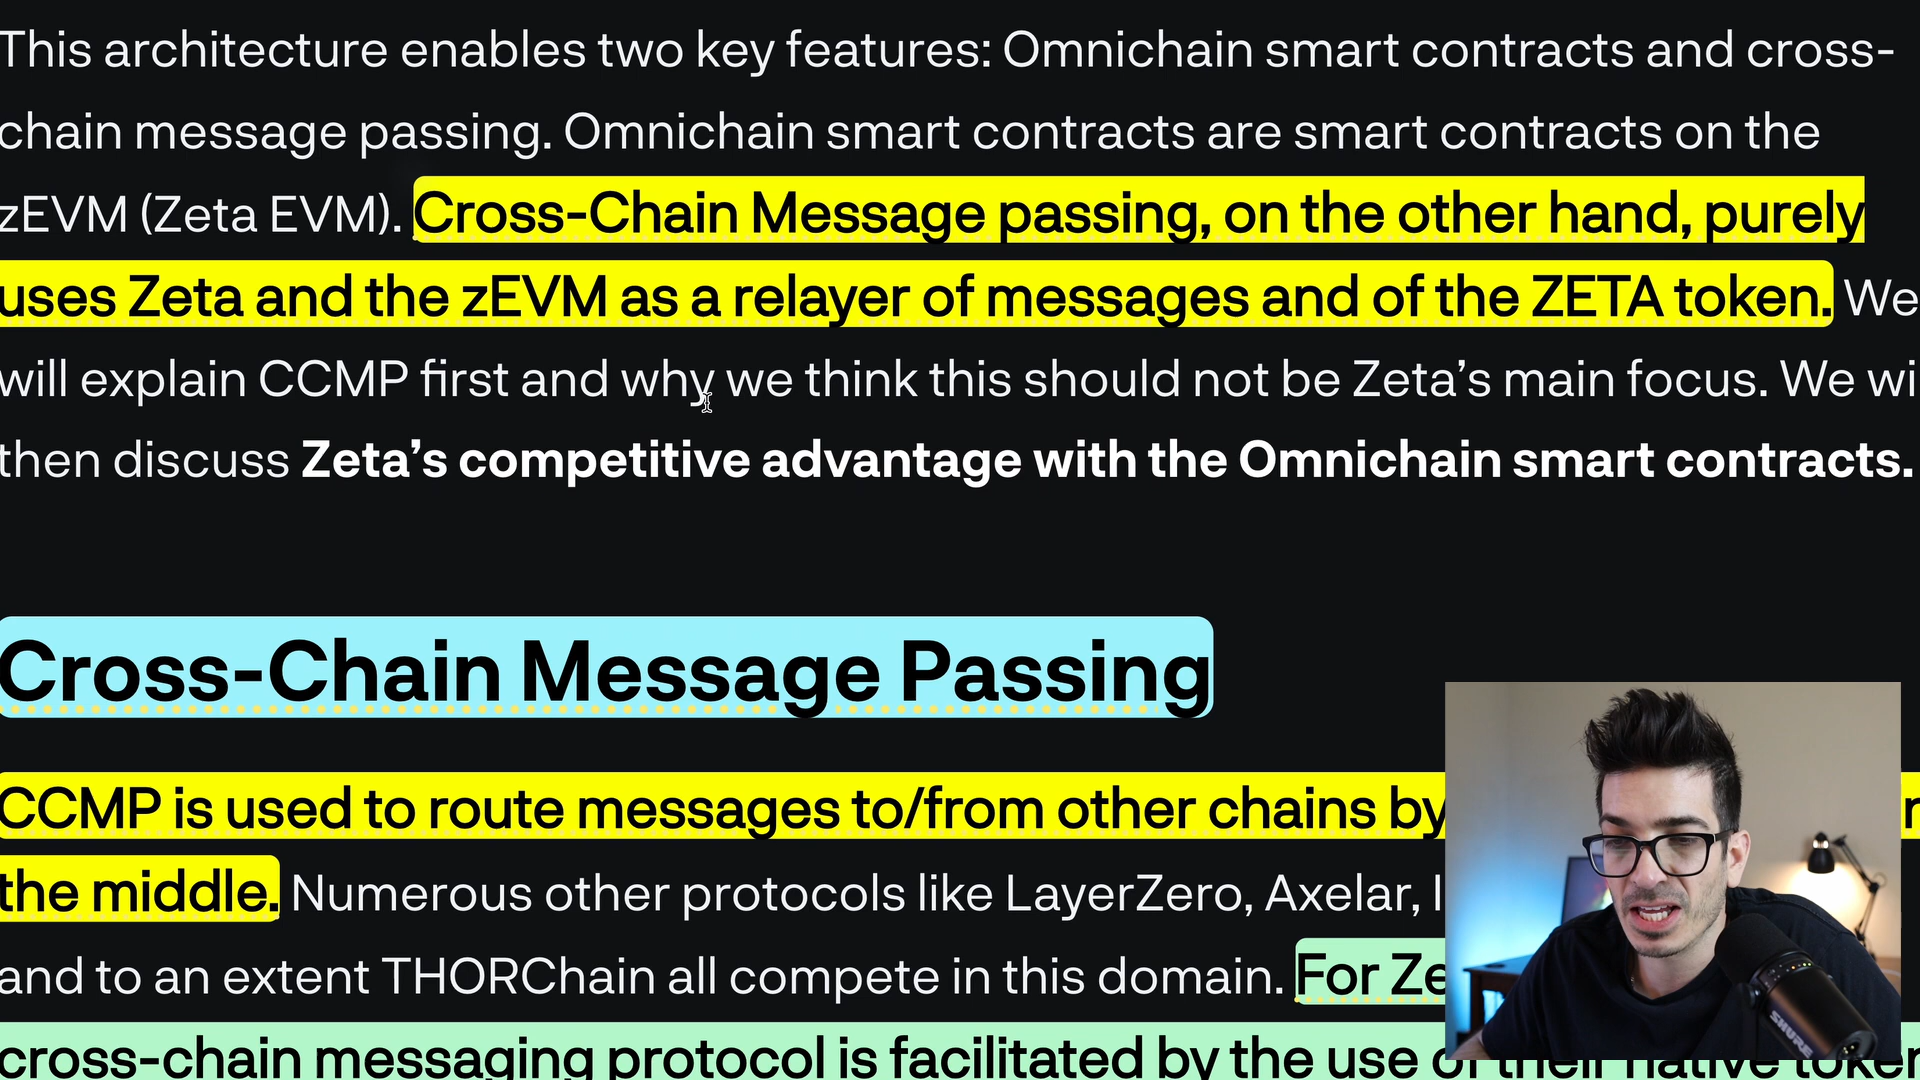 This architecture enables two key features: Omnichain smart contracts and cross-
chain message passing. Omnichain smart contracts are smart contracts on the
zEVM (Zeta EVM). Cross-Chain Message passing, on the other hand, purely
uses Zeta and the zEVM as a relayer of messages and of the ZETA token. We
will explain CCMP first and why we think this should not be Zeta’s main focus. We
then discuss Zeta’s competitive advantage with the Omnichain smart contracts.
Cross-Chain Message Passing
CCMP is used to route messages to/from other chains by
the middle. Numerous other protocols like LayerZero, Axelar,
and to an extent THORChain all compete in this domain. For
cross-chain messaging protocol is facilitated by the use of their native token
SHURE